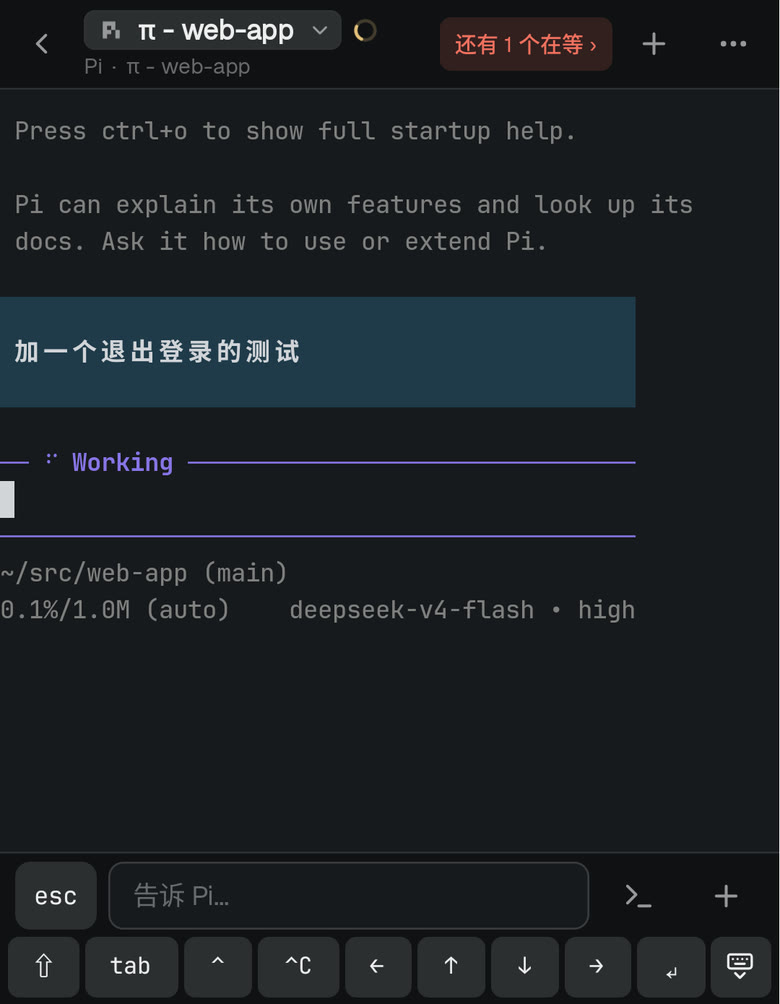 π - web-app
还有 1 个在等 ›
Pi · π - web-app
Press ctrl+o to show full startup help.
Pi can explain its own features and look up its
docs. Ask it how to use or extend Pi.
加一个退出登录的测试
Working
~/src/web-app (main)
0.1%/1.0M (auto) deepseek-v4-flash • high
esc
告诉 Pi...
⇧ tab ^ ^C ← ↑ ↓ → ↵